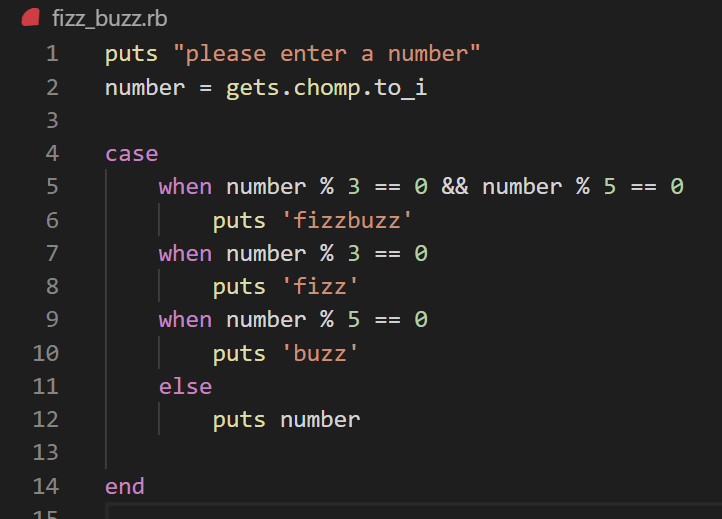 fizz_buzz.rb
1 puts "please enter a number"
2 number = gets.chomp.to_i
3
4 case
5     when number % 3 == 0 && number % 5 == 0
6         puts 'fizzbuzz'
7     when number % 3 == 0
8         puts 'fizz'
9     when number % 5 == 0
10         puts 'buzz'
11     else
12         puts number
13
14 end
15